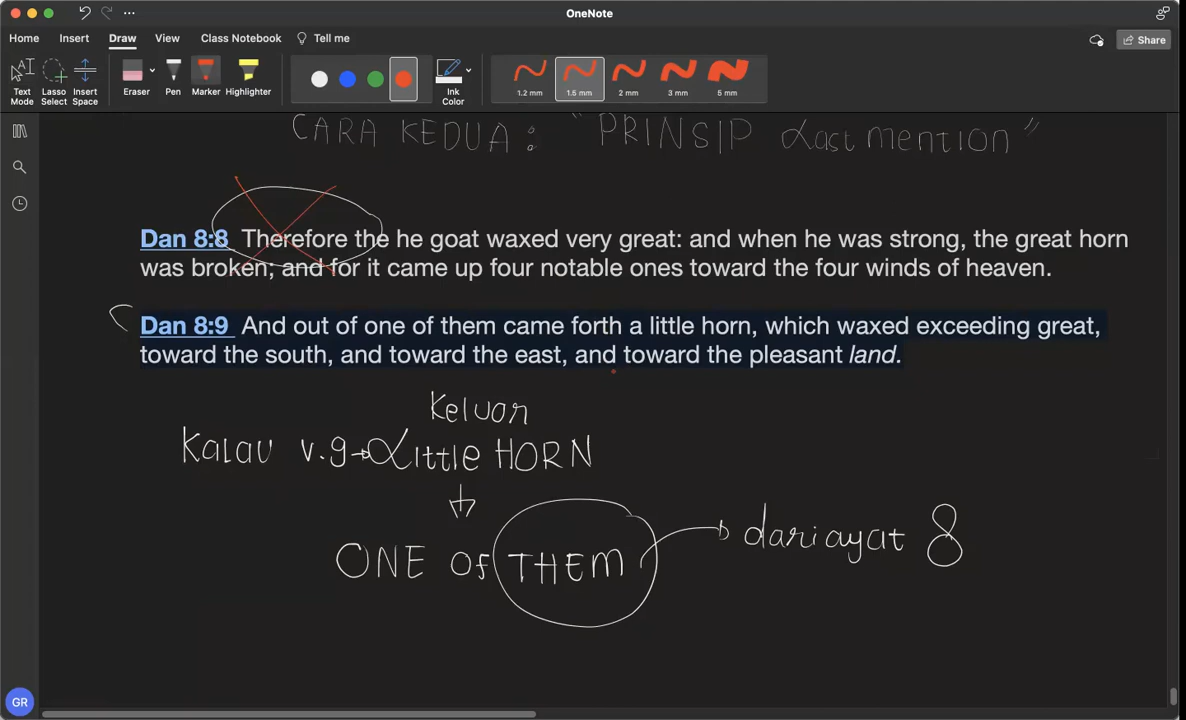 OneNote
Home Insert Draw View Class Notebook Tell me Share
Text Mode Lasso Select Insert Space Eraser Pen Marker Highlighter Ink Color 1.2 mm 1.5 mm 2 mm 3 mm 5 mm
CARA KEDUA : "PRINSIP Last mention"
Dan 8:8 Therefore the he goat waxed very great: and when he was strong, the great horn
was broken; and for it came up four notable ones toward the four winds of heaven.
Dan 8:9 And out of one of them came forth a little horn, which waxed exceeding great,
toward the south, and toward the east, and toward the pleasant land.
Keluar
Kalau v.9→Little HORN
ONE OF THEM → dari ayat 8
GR